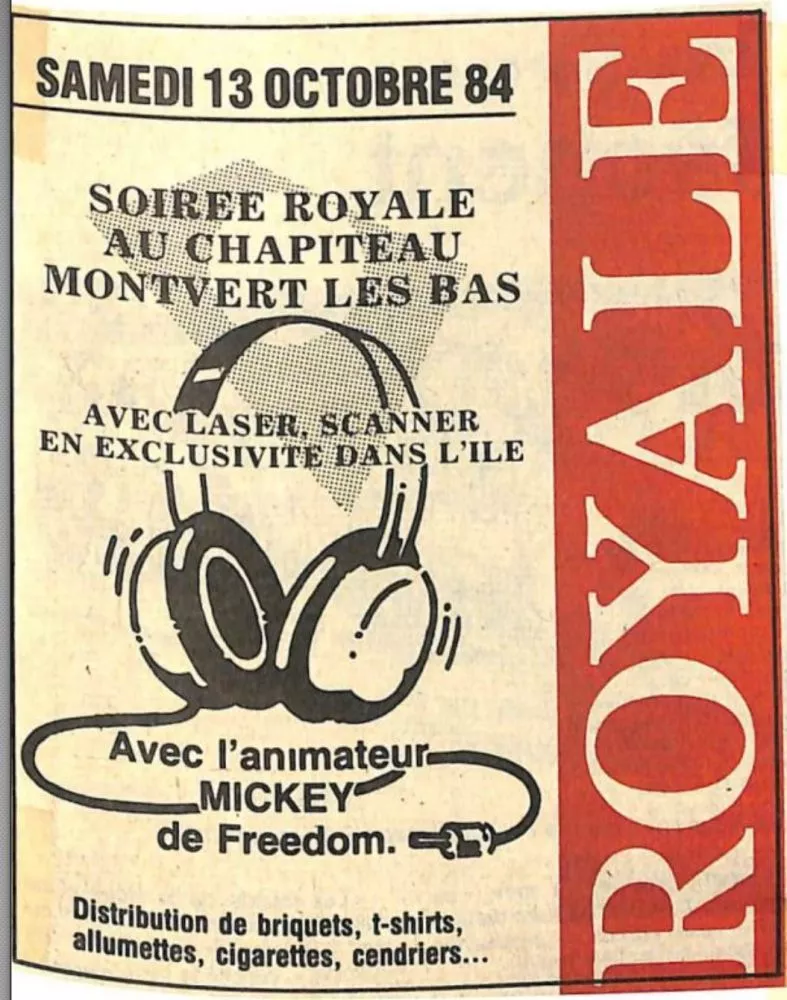 SAMEDI 13 OCTOBRE 84
SOIREE ROYALE
AU CHAPITEAU
MONTVERT LES BAS
AVEC LASER, SCANNER
EN EXCLUSIVITE DANS L'ILE
Avec l'animateur
MICKEY
de Freedom.
Distribution de briquets, t-shirts,
allumettes, cigarettes, cendriers...
ROYALE